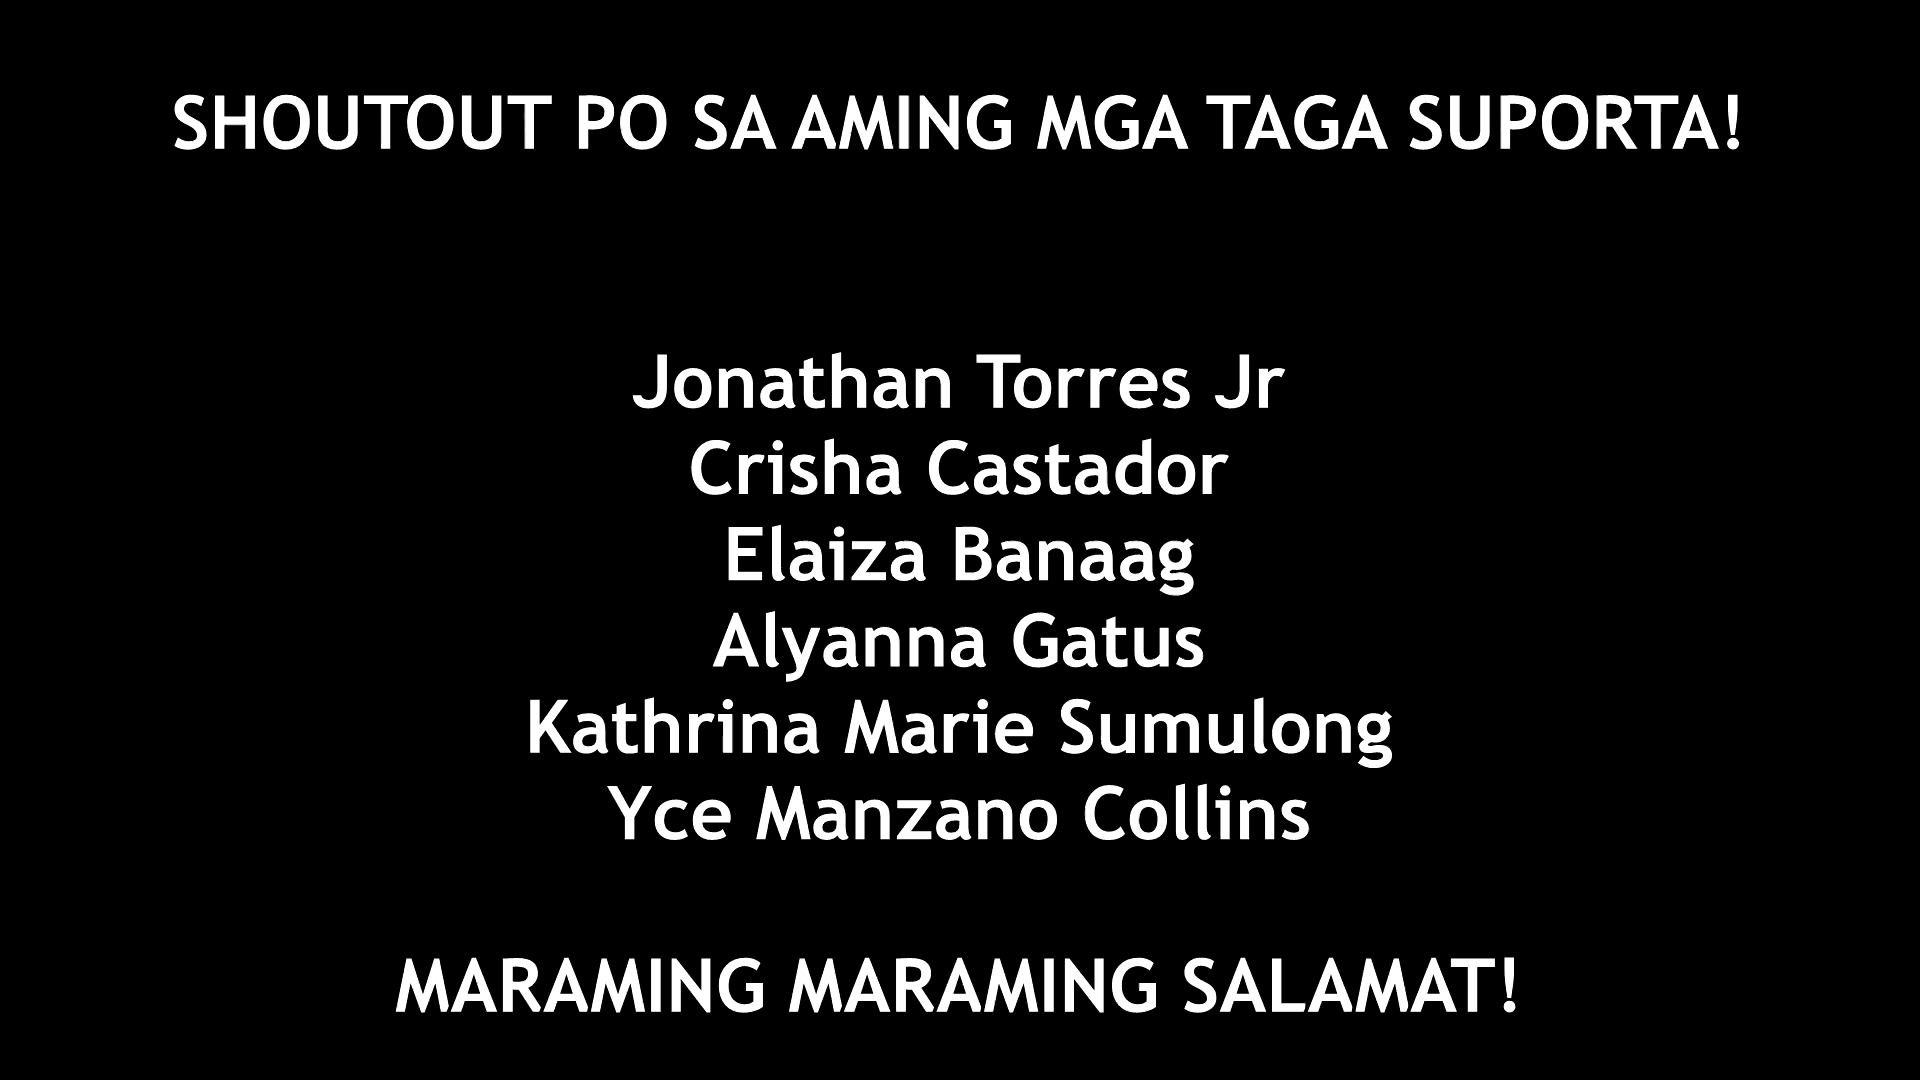 SHOUTOUT PO SA AMING MGA TAGA SUPORTA!
Jonathan Torres Jr
Crisha Castador
Elaiza Banaag
Alyanna Gatus
Kathrina Marie Sumulong
Yce Manzano Collins
MARAMING MARAMING SALAMAT!